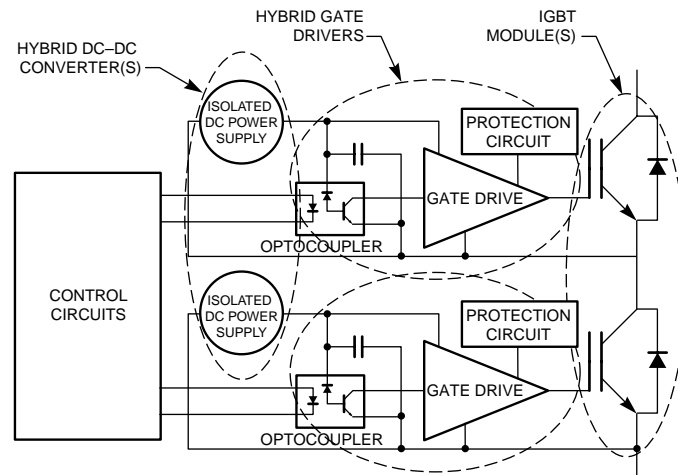 HYBRID GATE
DRIVERS
IGBT
MODULE(S)
HYBRID DC–DC
CONVERTER(S)
ISOLATED
DC POWER
SUPPLY
PROTECTION
CIRCUIT
GATE DRIVE
OPTOCOUPLER
CONTROL
CIRCUITS
ISOLATED
DC POWER
SUPPLY
PROTECTION
CIRCUIT
GATE DRIVE
OPTOCOUPLER